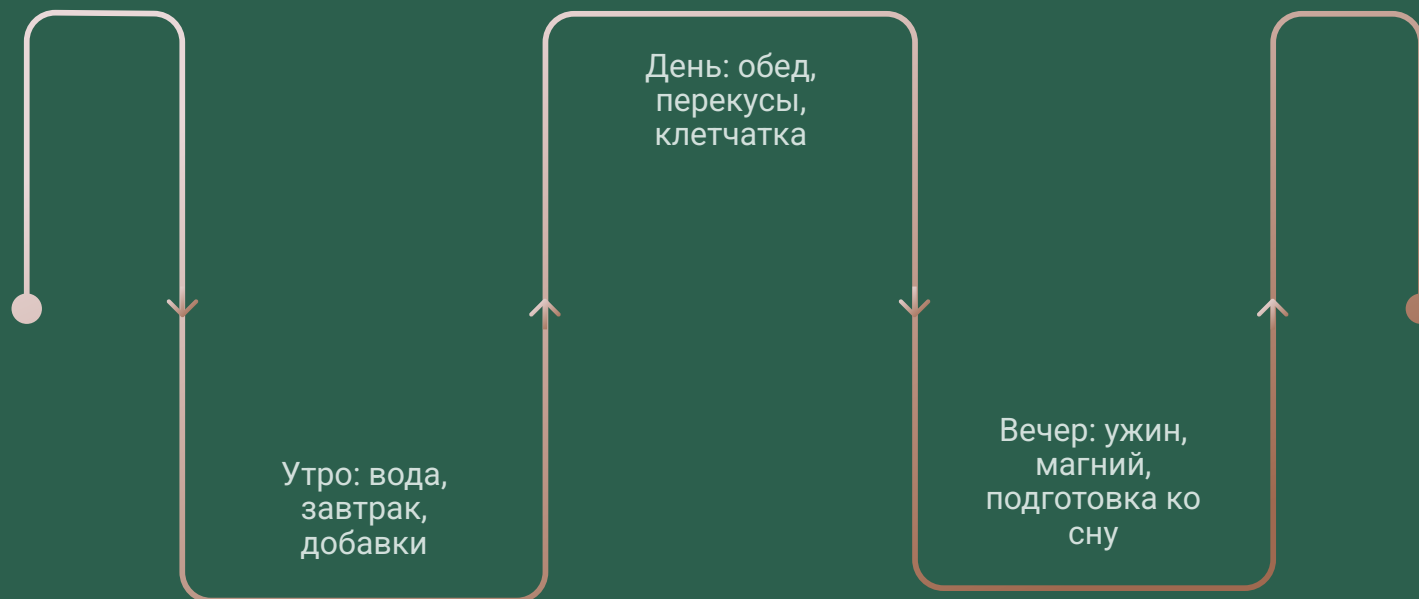 Утро: вода,
завтрак,
добавки
День: обед,
перекусы,
клетчатка
Вечер: ужин,
магний,
подготовка ко
сну